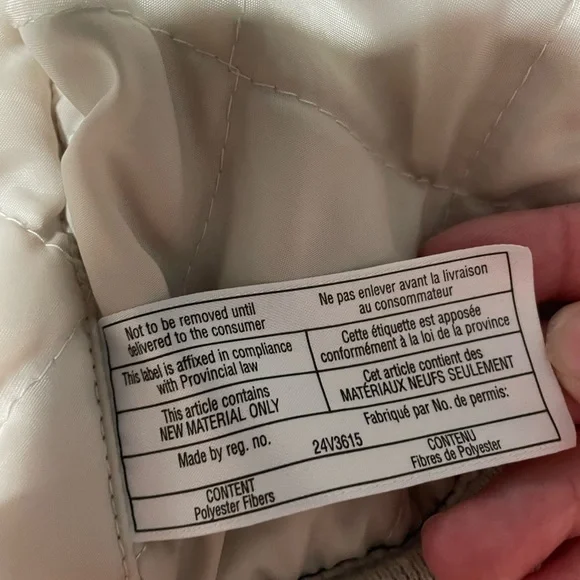 Not to be removed until
delivered to the consumer
Ne pas enlever avant la livraison
au consommateur
This label is affixed in compliance
with Provincial law
Cette étiquette est apposée
conformément à la loi de la province
This article contains
NEW MATERIAL ONLY
Cet article contient des
MATÉRIAUX NEUFS SEULEMENT
Made by reg. no.
24V3615
Fabriqué par No. de permis:
CONTENT
Polyester Fibers
CONTENU
Fibres de Polyester